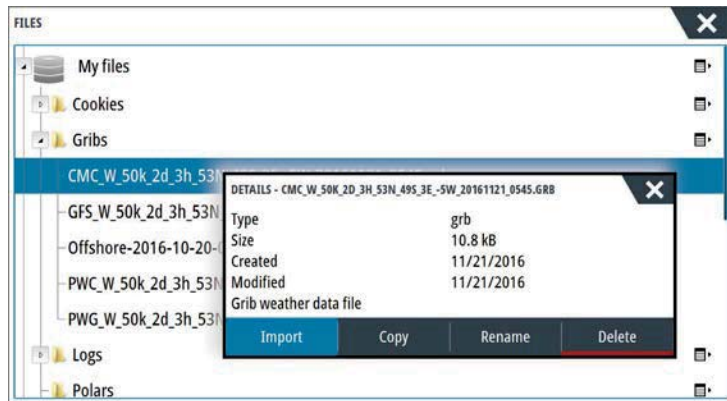 FILES
My files
Cookies
Gribs
CMC_W_50k_2d_3h_53N
GFS_W_50k_2d_3h_53N
Offshore-2016-10-20-
PWC_W_50k_2d_3h_53N
PWG_W_50k_2d_3h_53N
Logs
Polars
DETAILS - CMC_W_50K_2D_3H_53N_49S_3E_-5W_20161121_0545.GRB
Type grb
Size 10.8 kB
Created 11/21/2016
Modified 11/21/2016
Grib weather data file
Import Copy Rename Delete